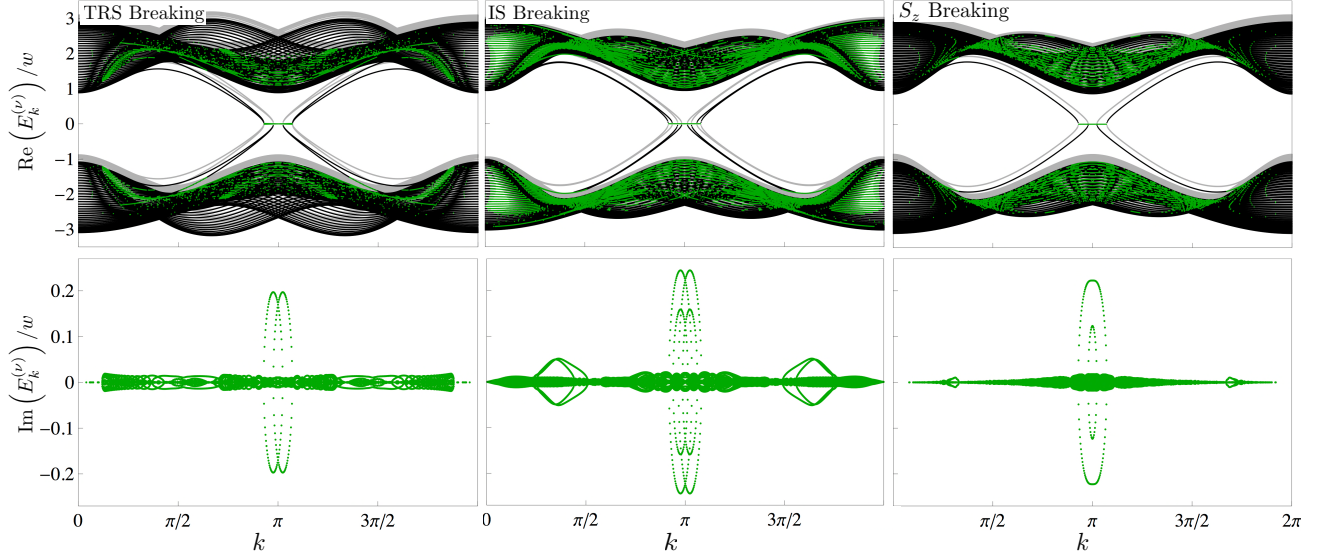 TRS Breaking
IS Breaking
S_z Breaking
Re (E_k^{(ν)}) /w
3
2
1
0
−1
−2
−3
Im (E_k^{(ν)}) /w
0.2
0.1
0
−0.1
−0.2
0 π/2 π 3π/2
0 π/2 π 3π/2
π/2 π 3π/2 2π
k k k